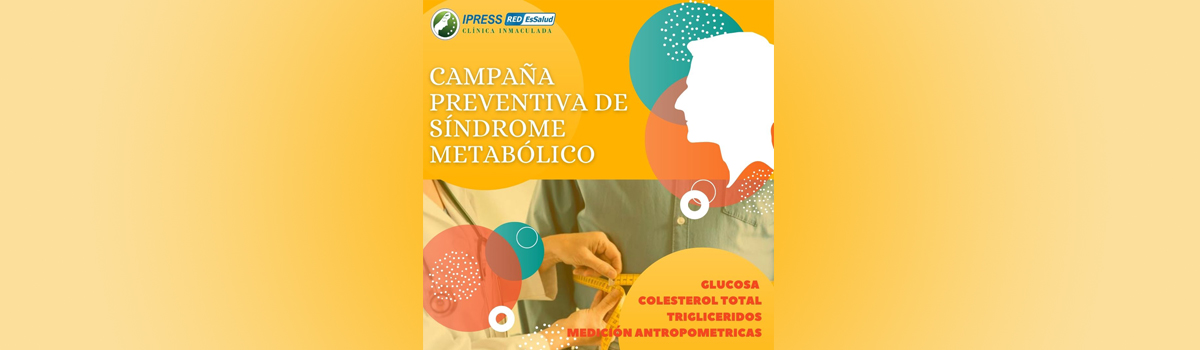 IPRESS RED EsSalud
CLÍNICA INMACULADA
CAMPAÑA
PREVENTIVA DE
SÍNDROME
METABÓLICO
GLUCOSA
COLESTEROL TOTAL
TRIGLICERIDOS
MEDICIÓN ANTROPOMETRICAS